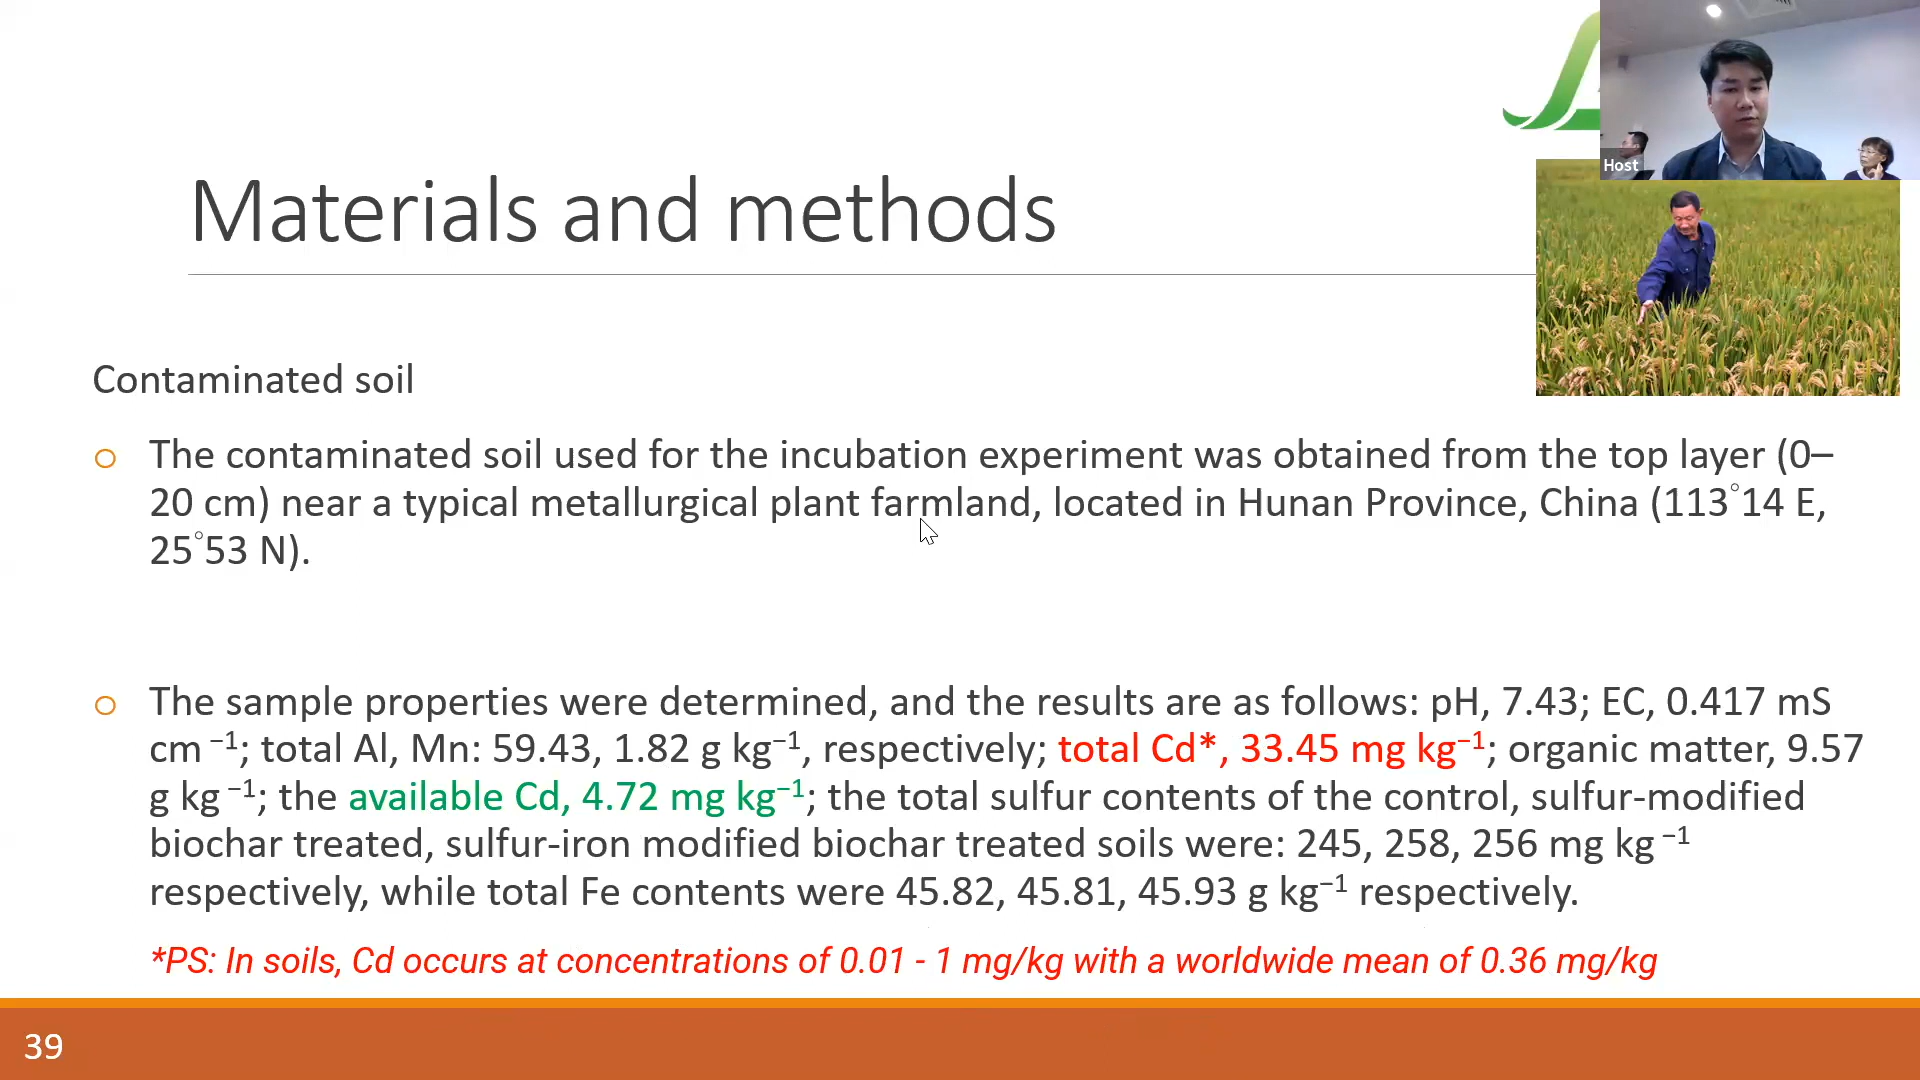 Host
Materials and methods
Contaminated soil
o The contaminated soil used for the incubation experiment was obtained from the top layer (0–
20 cm) near a typical metallurgical plant farmland, located in Hunan Province, China (113°14 E,
25°53 N).
o The sample properties were determined, and the results are as follows: pH, 7.43; EC, 0.417 mS
cm ⁻¹; total Al, Mn: 59.43, 1.82 g kg⁻¹, respectively; total Cd*, 33.45 mg kg⁻¹; organic matter, 9.57
g kg ⁻¹; the available Cd, 4.72 mg kg⁻¹; the total sulfur contents of the control, sulfur-modified
biochar treated, sulfur-iron modified biochar treated soils were: 245, 258, 256 mg kg ⁻¹
respectively, while total Fe contents were 45.82, 45.81, 45.93 g kg⁻¹ respectively.
*PS: In soils, Cd occurs at concentrations of 0.01 - 1 mg/kg with a worldwide mean of 0.36 mg/kg
39